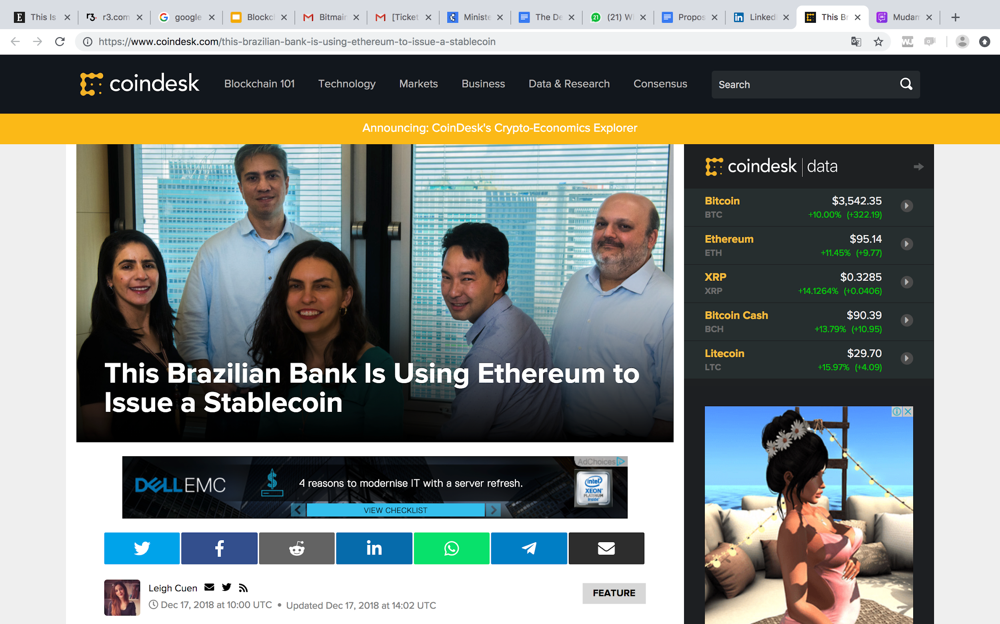 This Is
r3.com
google
Blockc
Bitmain
[Ticket
Ministe
The De
(21) W
Propos
LinkedI
This Br
Mudam
https://www.coindesk.com/this-brazilian-bank-is-using-ethereum-to-issue-a-stablecoin
coindesk
Blockchain 101
Technology
Markets
Business
Data & Research
Consensus
Search
Announcing: CoinDesk's Crypto-Economics Explorer
This Brazilian Bank Is Using Ethereum to
Issue a Stablecoin
coindesk | data
Bitcoin $3,542.35
BTC +10.00% (+322.19)
Ethereum $95.14
ETH +11.45% (+9.77)
XRP $0.3285
XRP +14.1264% (+0.0406)
Bitcoin Cash $90.39
BCH +13.79% (+10.95)
Litecoin $29.70
LTC +15.97% (+4.09)
AdChoices
DELLEMC
4 reasons to modernise IT with a server refresh.
VIEW CHECKLIST
intel
XEON
PLATINUM
inside
Leigh Cuen
Dec 17, 2018 at 10:00 UTC • Updated Dec 17, 2018 at 14:02 UTC
FEATURE